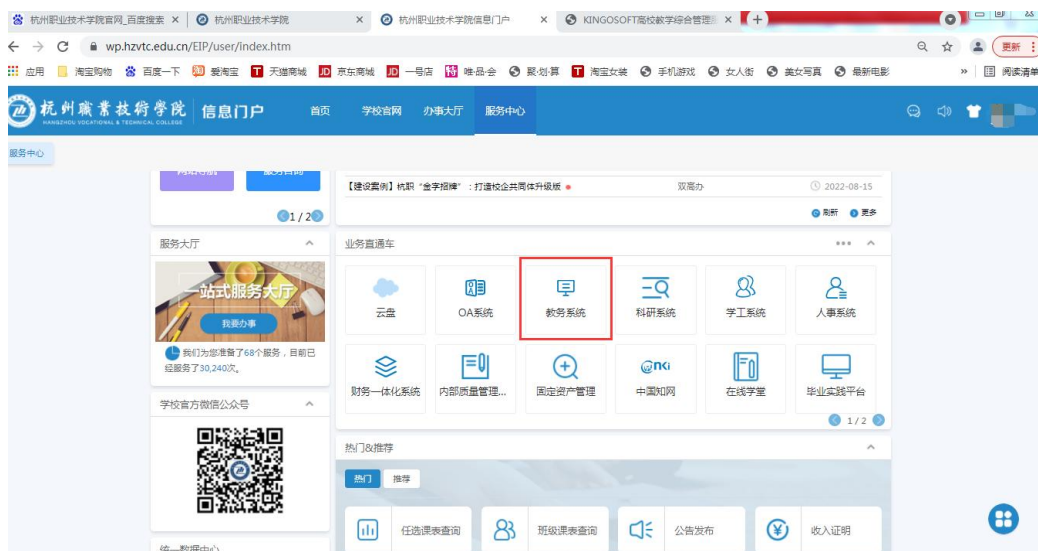 杭州职业技术学院官网_百度搜索 ×
杭州职业技术学院 ×
杭州职业技术学院信息门户 ×
KINGOSOFT高校教学综合管理 ×
wp.hzvtc.edu.cn/EIP/user/index.htm
更新
应用
淘宝购物
百度一下
爱淘宝
天猫商城
京东商城
一号店
唯·品·会
聚·划·算
淘宝女装
手机游戏
女人街
美女写真
最新电影
»
阅读清单
杭州職業技術學院
HANGZHOU VOCATIONAL & TECHNICAL COLLEGE
信息门户
首页
学校官网
办事大厅
服务中心
服务中心
【建设案例】杭职“金字招牌”:打造校企共同体升级版
双高办
2022-08-15
1 / 2
刷新
更多
服务大厅
一站式服务大厅
我要办事
我们为您准备了68个服务,目前已
经服务了30,240次。
学校官方微信公众号
业务直通车
云盘
OA系统
教务系统
科研系统
学工系统
人事系统
财务一体化系统
内部质量管理...
固定资产管理
cnki
中国知网
在线学堂
毕业实践平台
1 / 2
热门&推荐
热门
推荐
任选课表查询
班级课表查询
公告发布
收入证明
统一数据中心